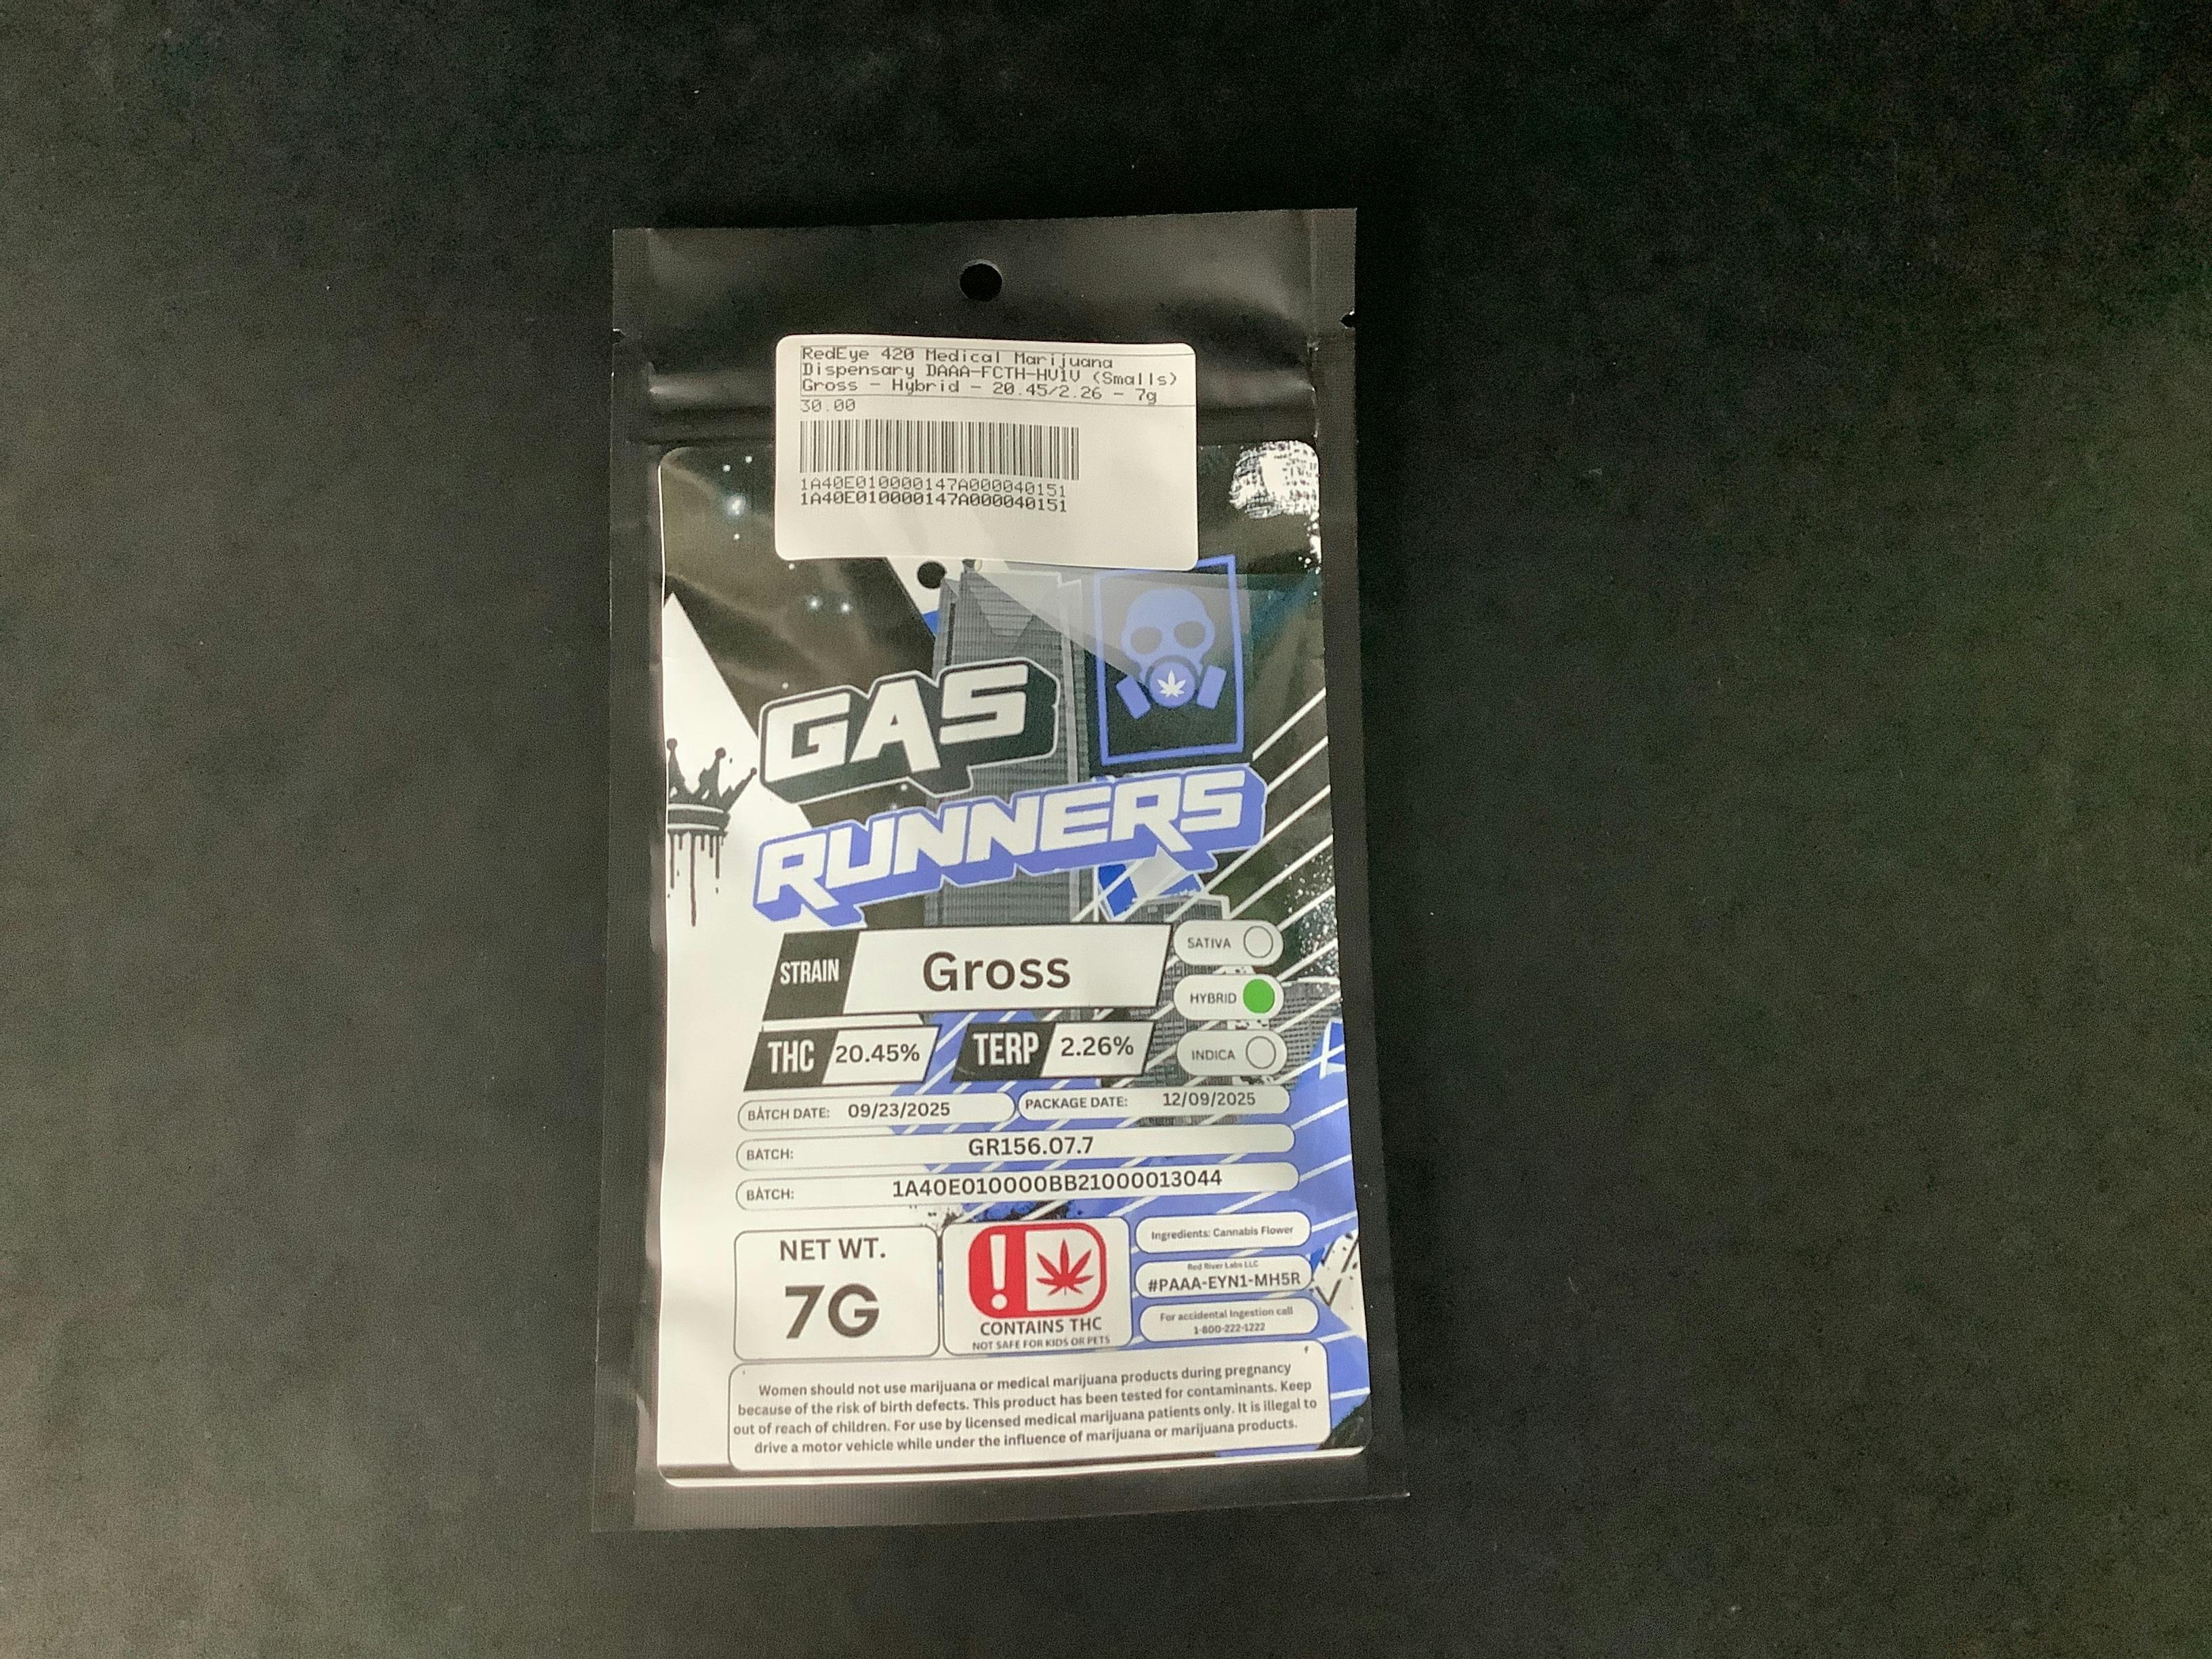 RedEye 420 Medical Marijuana
Dispensary DAAA-FCTH-HV1V (Smalls)
Gross - Hybrid - 20.45/2.26 - 7g
30.00
1A40E010000147A000040151
1A40E010000147A000040151
GAS
RUNNERS
STRAIN Gross
SATIVA
HYBRID
INDICA
THC 20.45% TERP 2.26%
BATCH DATE: 09/23/2025 PACKAGE DATE: 12/09/2025
BATCH: GR156.07.7
BATCH: 1A40E010000BB21000013044
NET WT.
7G
CONTAINS THC
NOT SAFE FOR KIDS OR PETS
Ingredients: Cannabis Flower
Red River Labs LLC
#PAAA-EYN1-MH5R
For accidental Ingestion call
1-800-222-1222
Women should not use marijuana or medical marijuana products during pregnancy
because of the risk of birth defects. This product has been tested for contaminants. Keep
out of reach of children. For use by licensed medical marijuana patients only. It is illegal to
drive a motor vehicle while under the influence of marijuana or marijuana products.